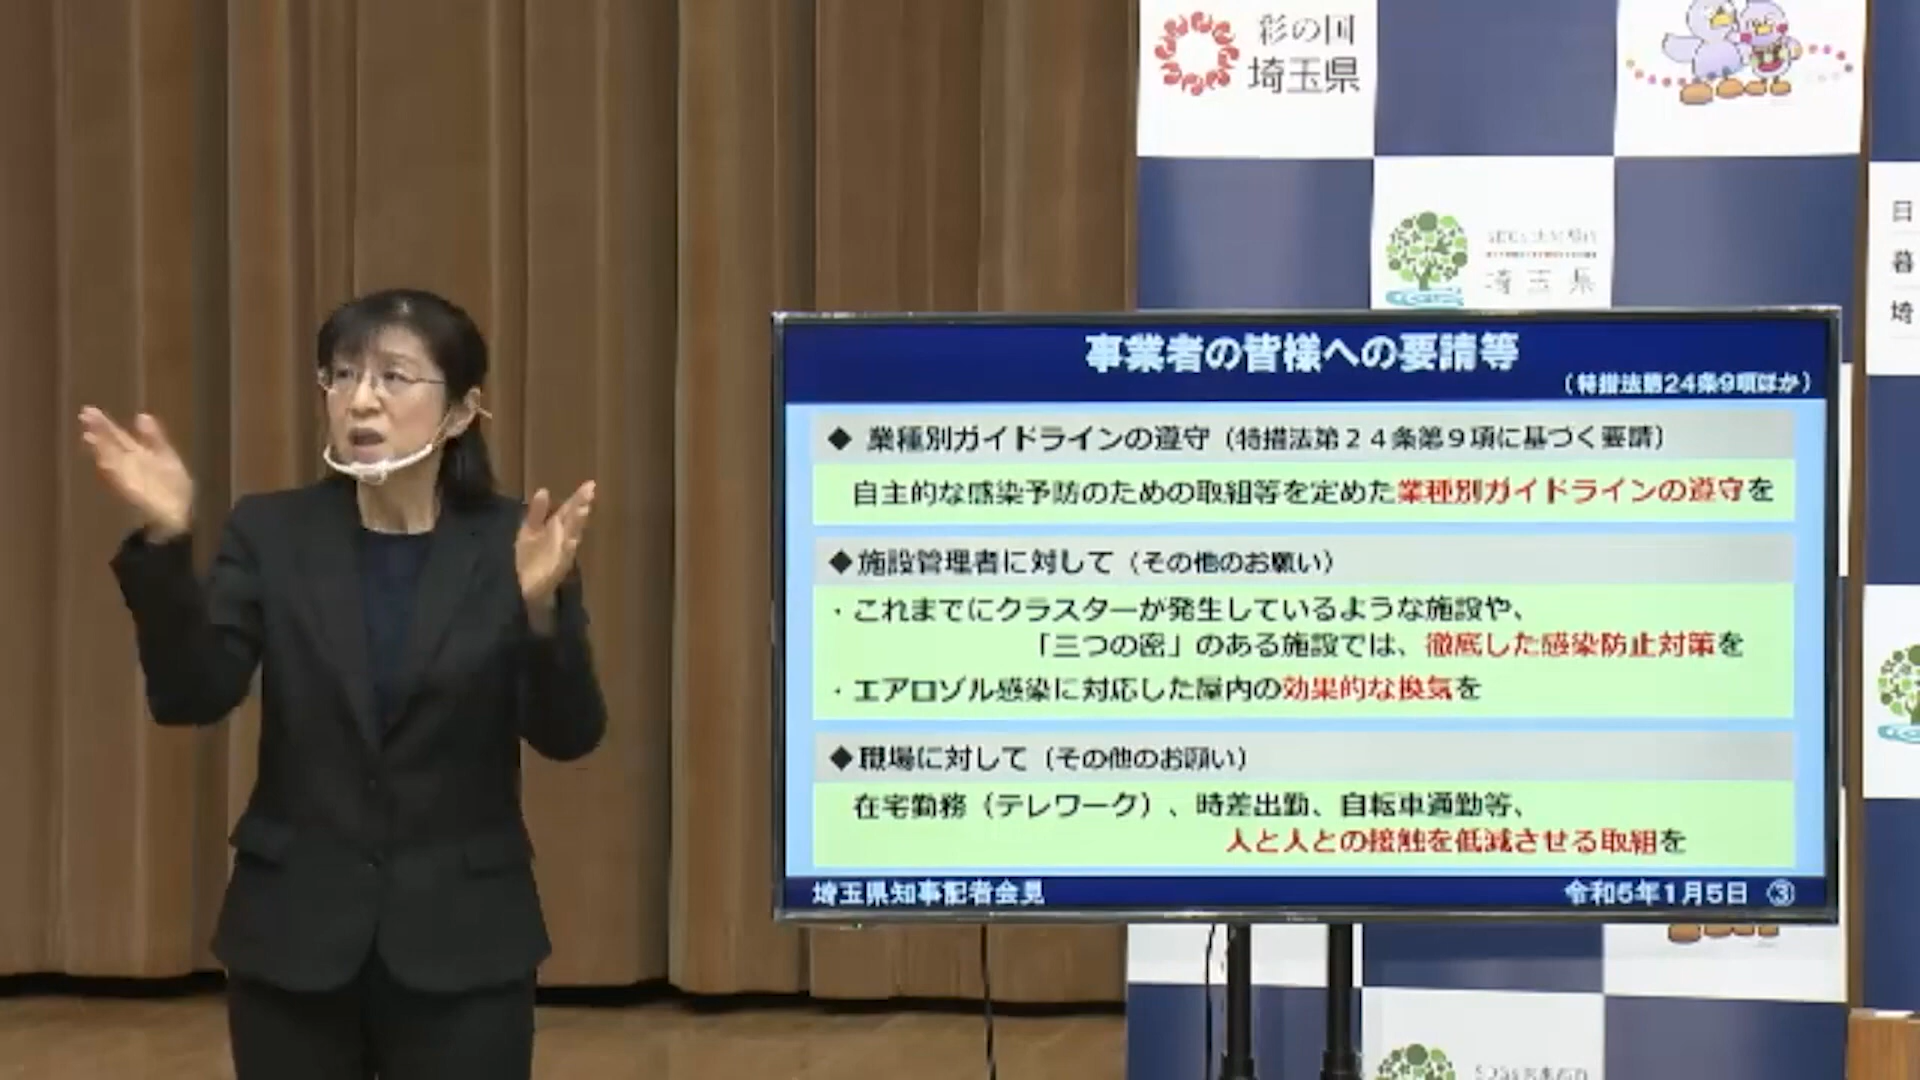 彩の国
埼玉県
埼玉県
日
暮
埼
事業者の皆様への要請等
（特措法第24条9項ほか）
◆ 業種別ガイドラインの遵守（特措法第２４条第９項に基づく要請）
自主的な感染予防のための取組等を定めた業種別ガイドラインの遵守を
◆施設管理者に対して（その他のお願い）
・これまでにクラスターが発生しているような施設や、
「三つの密」のある施設では、徹底した感染防止対策を
・エアロゾル感染に対応した屋内の効果的な換気を
◆職場に対して（その他のお願い）
在宅勤務（テレワーク）、時差出勤、自転車通勤等、
人と人との接触を低減させる取組を
埼玉県知事記者会見
令和5年1月5日 ③